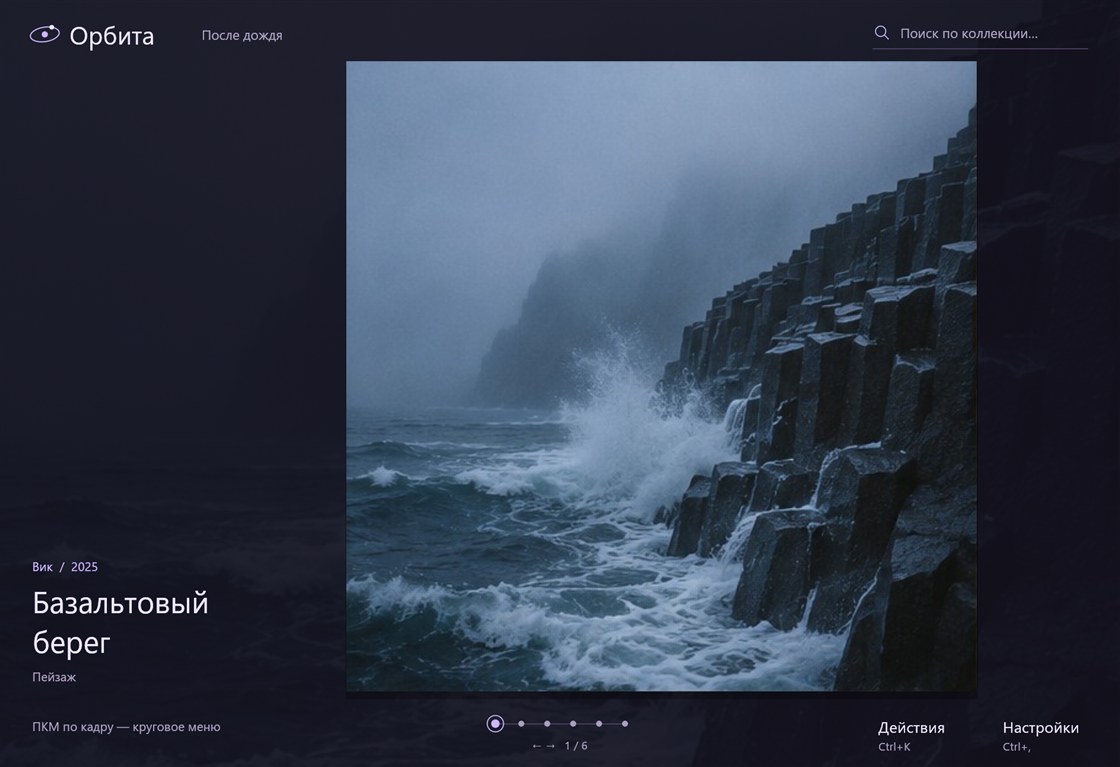 Орбита
После дождя
Поиск по коллекции...
Вик / 2025
Базальтовый
берег
Пейзаж
ПКМ по кадру — круговое меню
← → 1 / 6
Действия
Ctrl+K
Настройки
Ctrl+,